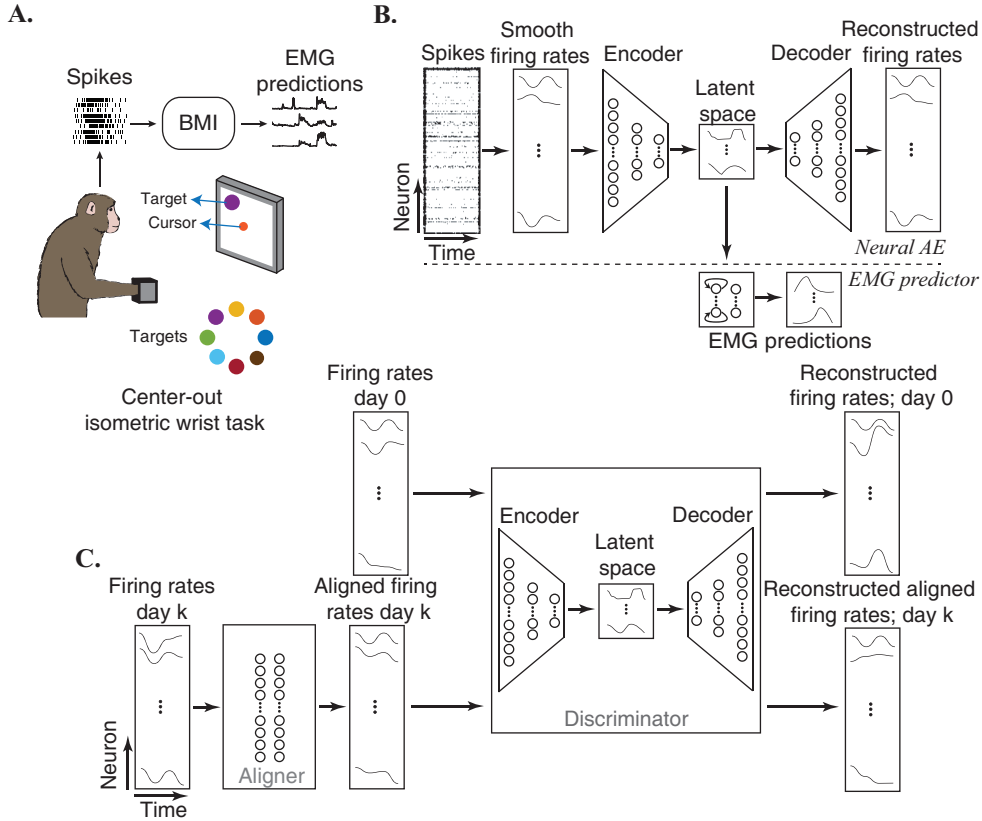 A.
Spikes
BMI
EMG
predictions
Target
Cursor
Targets
Center-out
isometric wrist task
B.
Spikes
Smooth
firing rates
Encoder
Latent
space
Decoder
Reconstructed
firing rates
Neuron
Time
Neural AE
EMG predictor
EMG predictions
C.
Firing rates
day 0
Reconstructed
firing rates; day 0
Firing rates
day k
Aligner
Aligned firing
rates day k
Encoder
Latent
space
Decoder
Discriminator
Reconstructed aligned
firing rates; day k
Neuron
Time